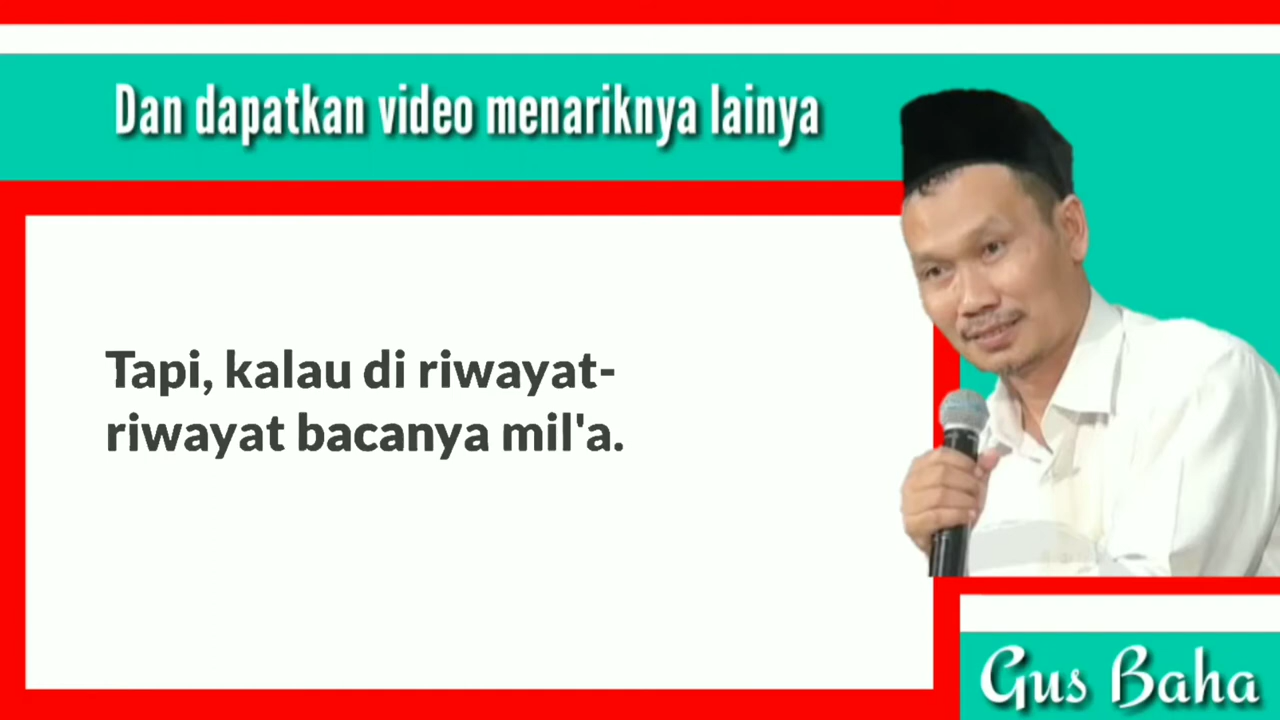 Dan dapatkan video menariknya lainya
Tapi, kalau di riwayat-
riwayat bacanya mil'a.
Gus Baha